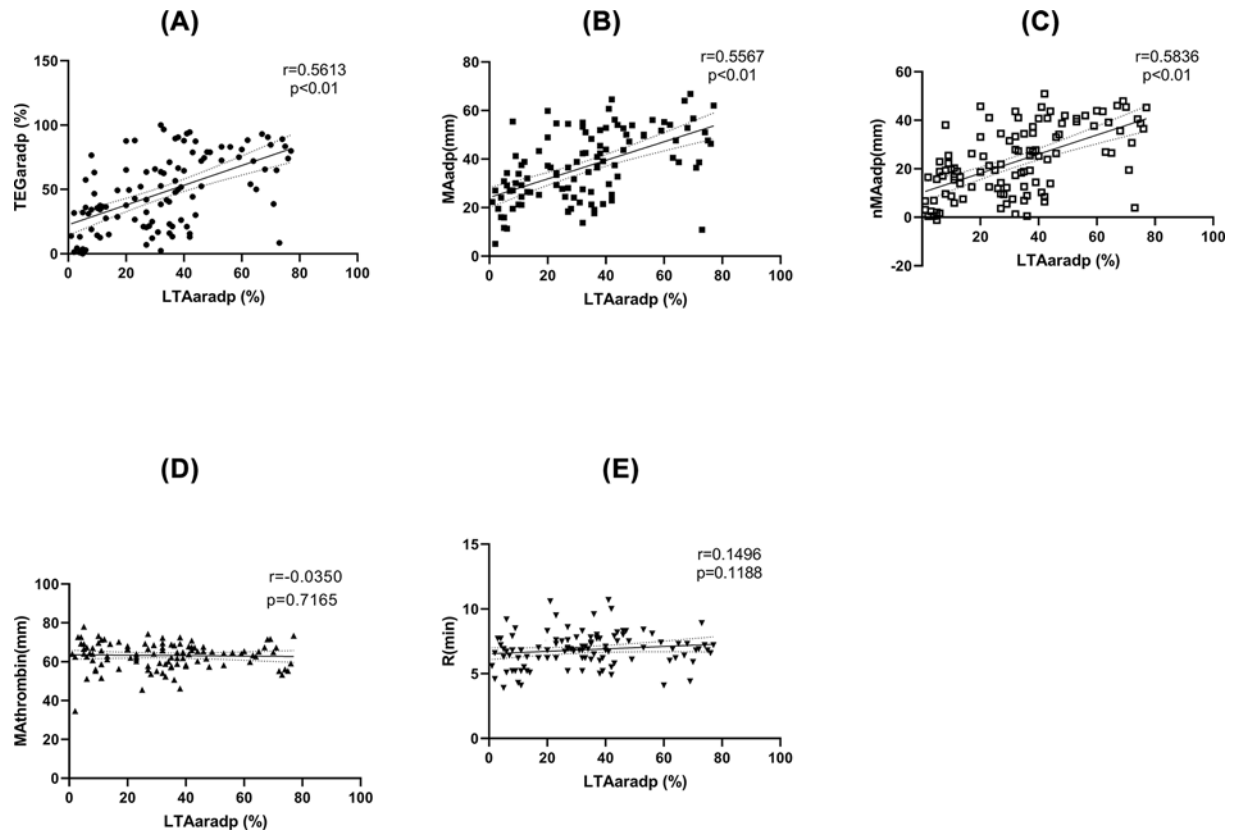 (A)
r=0.5613
p<0.01
150
100
50
0
TEGaradp (%)
0 20 40 60 80 100
LTAaradp (%)
(B)
r=0.5567
p<0.01
80
60
40
20
0
MAadp(mm)
0 20 40 60 80 100
LTAaradp (%)
(C)
r=0.5836
p<0.01
60
40
20
0
-20
nMAadp(mm)
20 40 60 80 100
LTAaradp (%)
(D)
r=-0.0350
p=0.7165
100
80
60
40
20
0
MAthrombin(mm)
0 20 40 60 80 100
LTAaradp (%)
(E)
r=0.1496
p=0.1188
15
10
5
0
R(min)
0 20 40 60 80 100
LTAaradp (%)